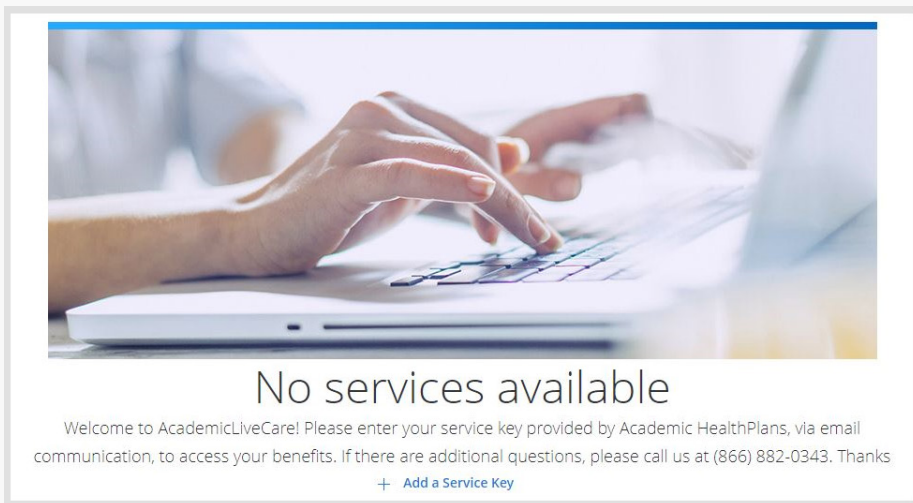 No services available
Welcome to AcademicLiveCare! Please enter your service key provided by Academic HealthPlans, via email
communication, to access your benefits. If there are additional questions, please call us at (866) 882-0343. Thanks
+ Add a Service Key